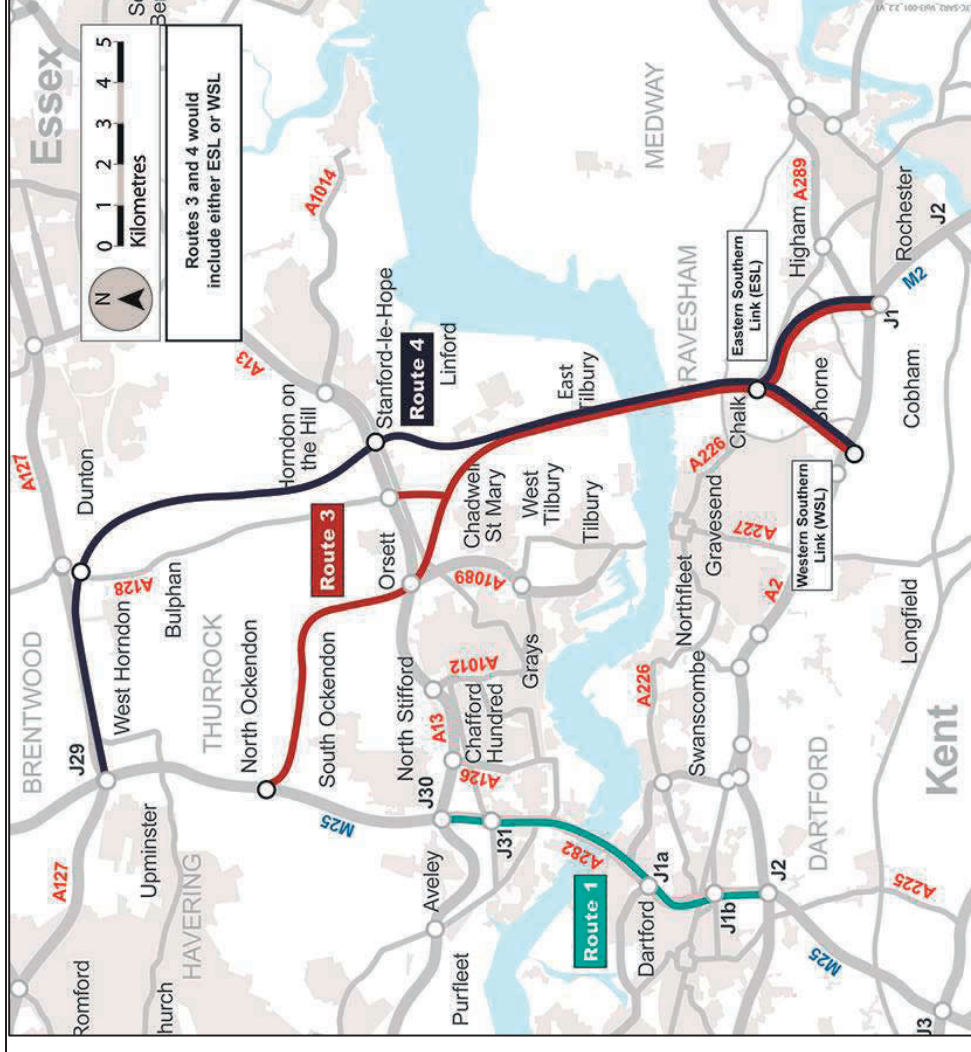 Essex
BRENTWOOD
A127
A127
J29
Dunton
Romford
West Horndon
A128
Upminster
Bulphan
hurch
HAVERING
THURROCK
North Ockendon
A13
Horndon on
the Hill
A1014
M25
South Ockendon
Route 3
Stanford-le-Hope
Orsett
Route 4
North Stifford
J30
Aveley
A13
Linford
Chadwell
St Mary
A1089
Purfleet
A126
Chafford
Hundred
A1012
J31
West
Tilbury
Grays
East
Tilbury
Tilbury
A282
Route 1
J1a
Dartford
A226
Northfleet
GRAVESHAM
MEDWAY
A226
Swanscombe
Gravesend
Chalk
J1b
A227
Eastern Southern
Link (ESL)
J2
A2
Western Southern
Link (WSL)
Shorne
Higham
A289
DARTFORD
M25
A225
Longfield
Cobham
J1
Rochester
M2
J2
J3
Kent
N
0 1 2 3 4 5
Kilometres
Routes 3 and 4 would
include either ESL or WSL